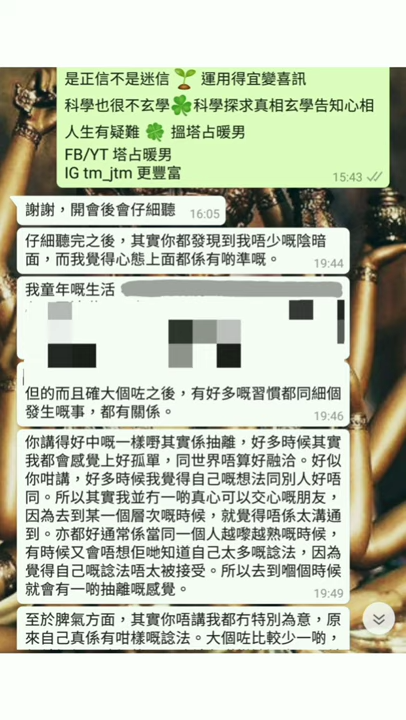 是正信不是迷信🌱 運用得宜變喜訊
科學也很不玄學🍀科學探求真相玄學告知心相
人生有疑難 🍀 搵塔占暖男
FB/YT 塔占暖男
IG tm_jtm 更豐富
15:43
謝謝，開會後會仔細聽 16:05
仔細聽完之後，其實你都發現到我唔少嘅陰暗
面，而我覺得心態上面都係有啲準嘅。
19:44
我童年嘅生活
但的而且確大個咗之後，有好多嘅習慣都同細個
發生嘅事，都有關係。
19:46
你講得好中嘅一樣嘢其實係抽離，好多時候其實
我都會感覺上好孤單，同世界唔算好融洽。好似
你咁講，好多時候我覺得自己嘅想法同別人好唔
同。所以其實我並冇一啲真心可以交心嘅朋友，
因為去到某一個層次嘅時候，就覺得唔係太溝通
到。亦都好通常係當同一個人越嚟越熟嘅時候，
有時候又會唔想佢哋知道自己太多嘅諗法，因為
覺得自己嘅諗法唔太被接受。所以去到嗰個時候
就會有一啲抽離嘅感覺。
19:49
至於脾氣方面，其實你唔講我都冇特別為意，原
來自己真係有咁樣嘅諗法。大個咗比較少一啲，